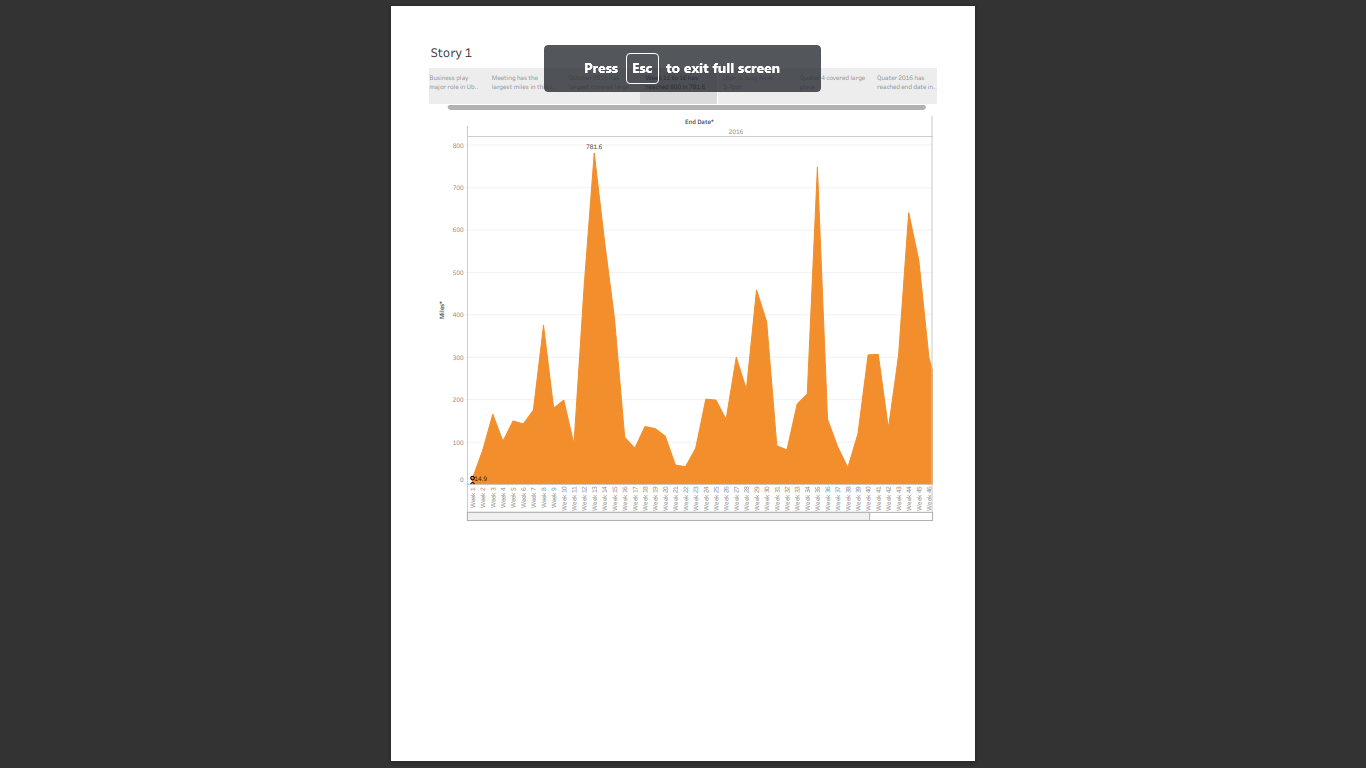 Story 1
Press Esc to exit full screen
Business play
major role in Ub..
Meeting has the
largest miles in th
4 covered large
Quater 2016 has
reached end date in..
End Date*
2016
781.6
800
700
600
500
400
300
200
100
0
Miles*
14.9
Week 1
Week 2
Week 3
Week 4
Week 5
Week 6
Week 7
Week 8
Week 9
Week 10
Week 11
Week 12
Week 13
Week 14
Week 15
Week 16
Week 17
Week 18
Week 19
Week 20
Week 21
Week 22
Week 23
Week 24
Week 25
Week 26
Week 27
Week 28
Week 29
Week 30
Week 31
Week 32
Week 33
Week 34
Week 35
Week 36
Week 37
Week 38
Week 39
Week 40
Week 41
Week 42
Week 43
Week 44
Week 45
Week 46